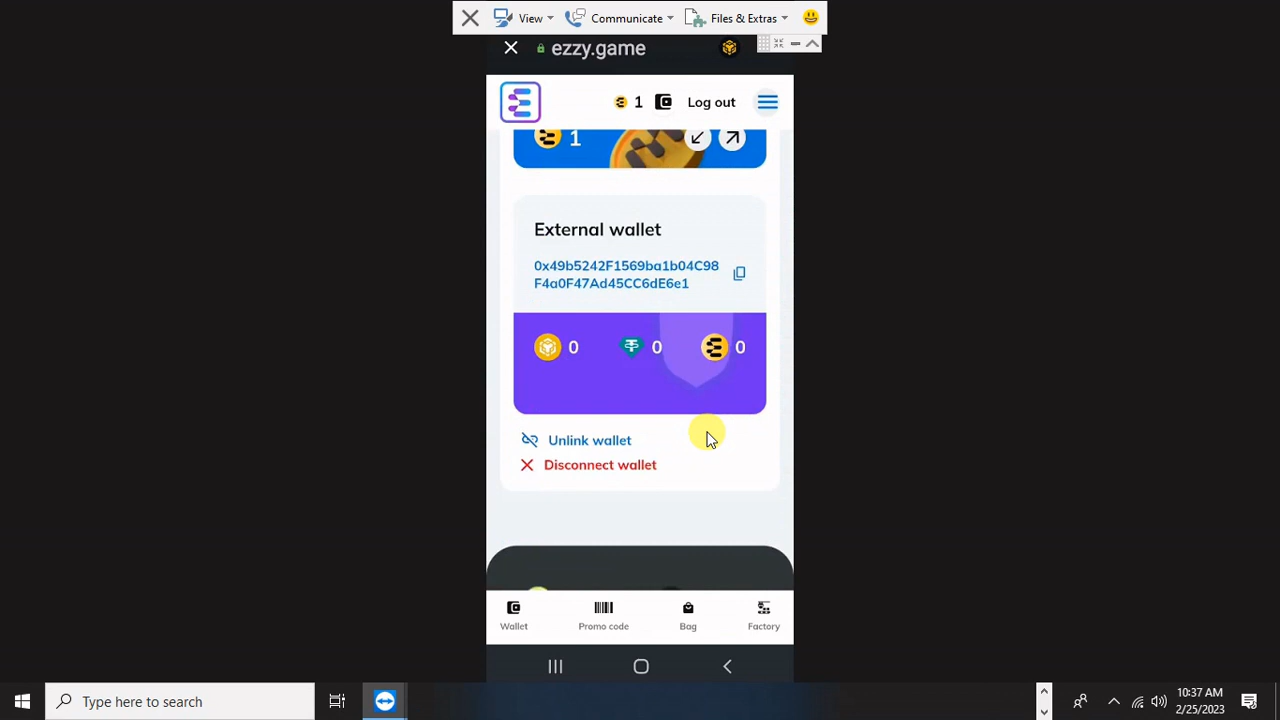 View
Communicate
Files & Extras
ezzy.game
1
Log out
1
External wallet
0x49b5242F1569ba1b04C98
F4a0F47Ad45CC6dE6e1
0
0
0
Unlink wallet
Disconnect wallet
Wallet
Promo code
Bag
Factory
Type here to search
10:37 AM
2/25/2023